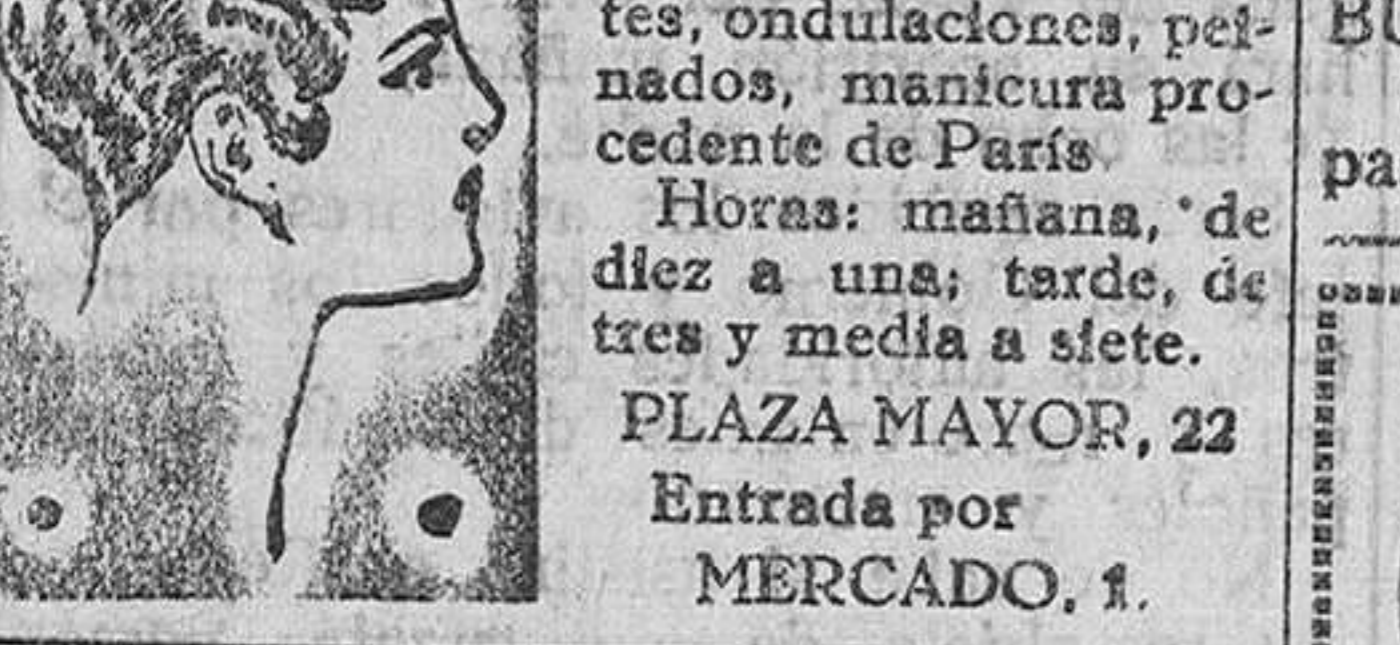 tes, ondulaciones, pei-
nados, manicura pro-
cedente de París
Horas: mañana, de
diez a una; tarde, de
tres y media a siete.
PLAZA MAYOR, 22
Entrada por
MERCADO, 1.
pa